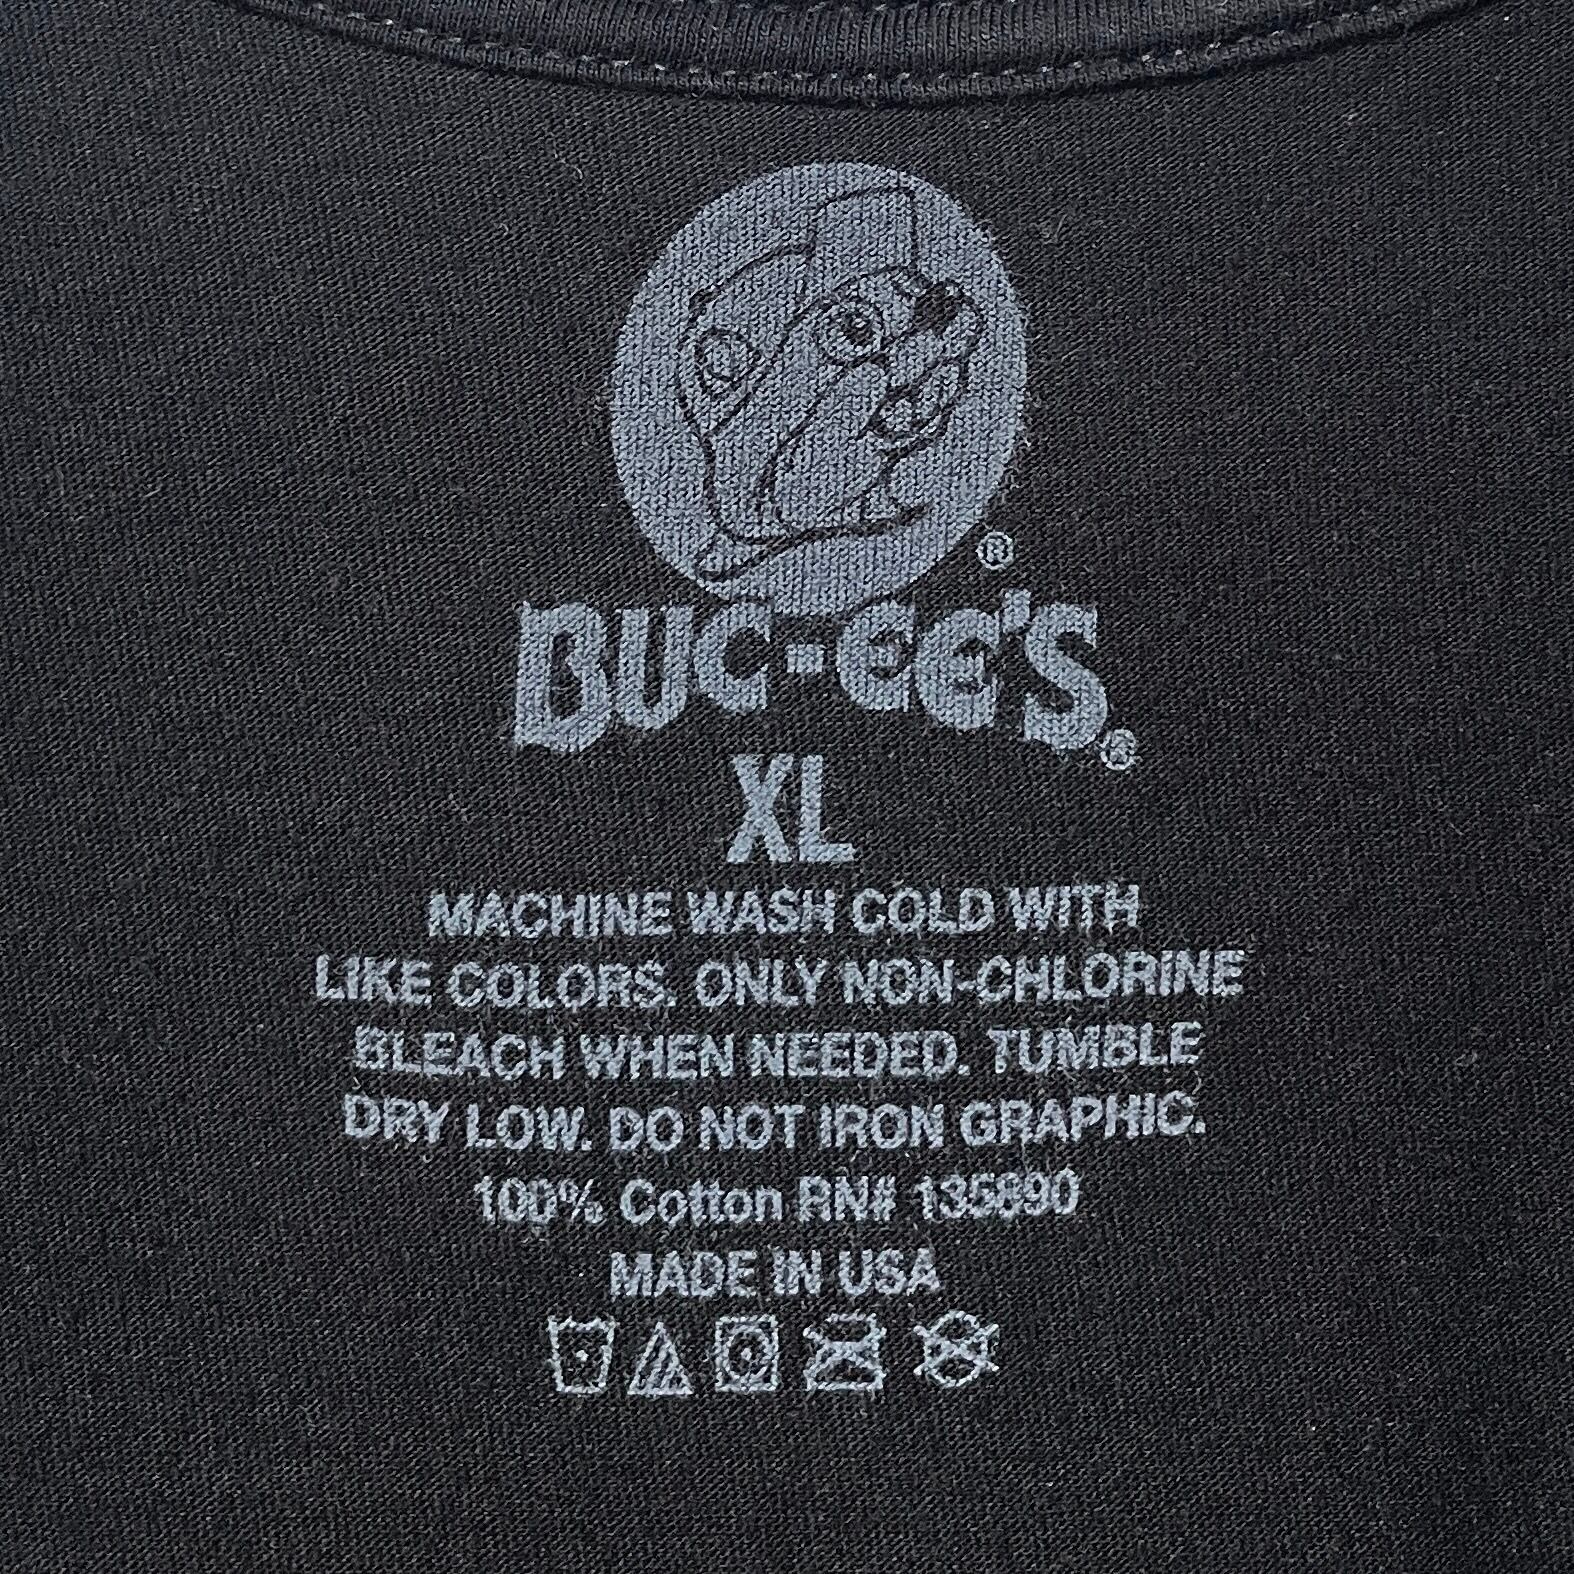 ®
BUC-EE'S®
XL
MACHINE WASH COLD WITH
LIKE COLORS. ONLY NON-CHLORINE
BLEACH WHEN NEEDED. TUMBLE
DRY LOW. DO NOT IRON GRAPHIC.
100% Cotton RN# 135890
MADE IN USA